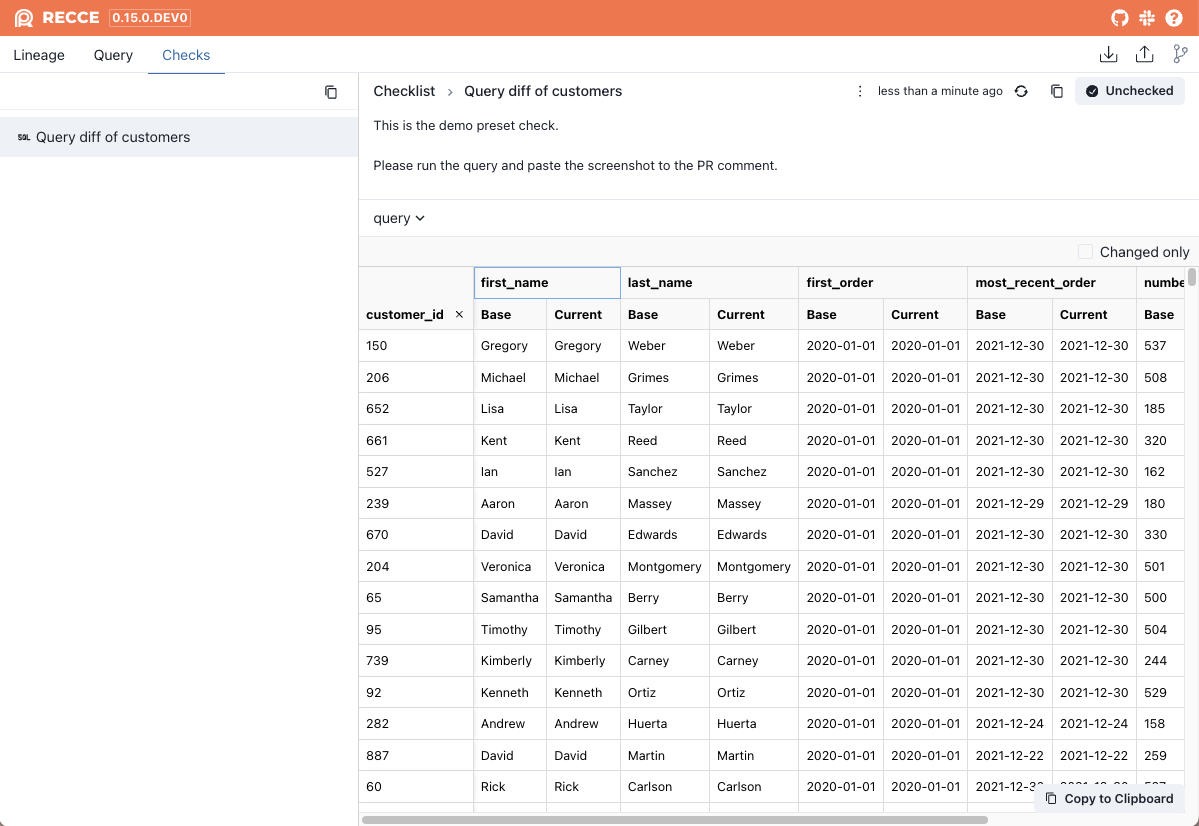 RECCE 0.15.0.DEV0
Lineage Query Checks
Checklist › Query diff of customers less than a minute ago Unchecked
SQL Query diff of customers
This is the demo preset check.
Please run the query and paste the screenshot to the PR comment.
query
Changed only
first_name last_name first_order most_recent_order numbe
customer_id × Base Current Base Current Base Current Base Current Base
150 Gregory Gregory Weber Weber 2020-01-01 2020-01-01 2021-12-30 2021-12-30 537
206 Michael Michael Grimes Grimes 2020-01-01 2020-01-01 2021-12-30 2021-12-30 508
652 Lisa Lisa Taylor Taylor 2020-01-01 2020-01-01 2021-12-30 2021-12-30 185
661 Kent Kent Reed Reed 2020-01-01 2020-01-01 2021-12-30 2021-12-30 320
527 Ian Ian Sanchez Sanchez 2020-01-01 2020-01-01 2021-12-30 2021-12-30 162
239 Aaron Aaron Massey Massey 2020-01-01 2020-01-01 2021-12-29 2021-12-29 180
670 David David Edwards Edwards 2020-01-01 2020-01-01 2021-12-30 2021-12-30 330
204 Veronica Veronica Montgomery Montgomery 2020-01-01 2020-01-01 2021-12-30 2021-12-30 501
65 Samantha Samantha Berry Berry 2020-01-01 2020-01-01 2021-12-30 2021-12-30 500
95 Timothy Timothy Gilbert Gilbert 2020-01-01 2020-01-01 2021-12-30 2021-12-30 504
739 Kimberly Kimberly Carney Carney 2020-01-01 2020-01-01 2021-12-30 2021-12-30 244
92 Kenneth Kenneth Ortiz Ortiz 2020-01-01 2020-01-01 2021-12-30 2021-12-30 529
282 Andrew Andrew Huerta Huerta 2020-01-01 2020-01-01 2021-12-24 2021-12-24 158
887 David David Martin Martin 2020-01-01 2020-01-01 2021-12-22 2021-12-22 259
60 Rick Rick Carlson Carlson 2020-01-01 2020-01-01
Copy to Clipboard